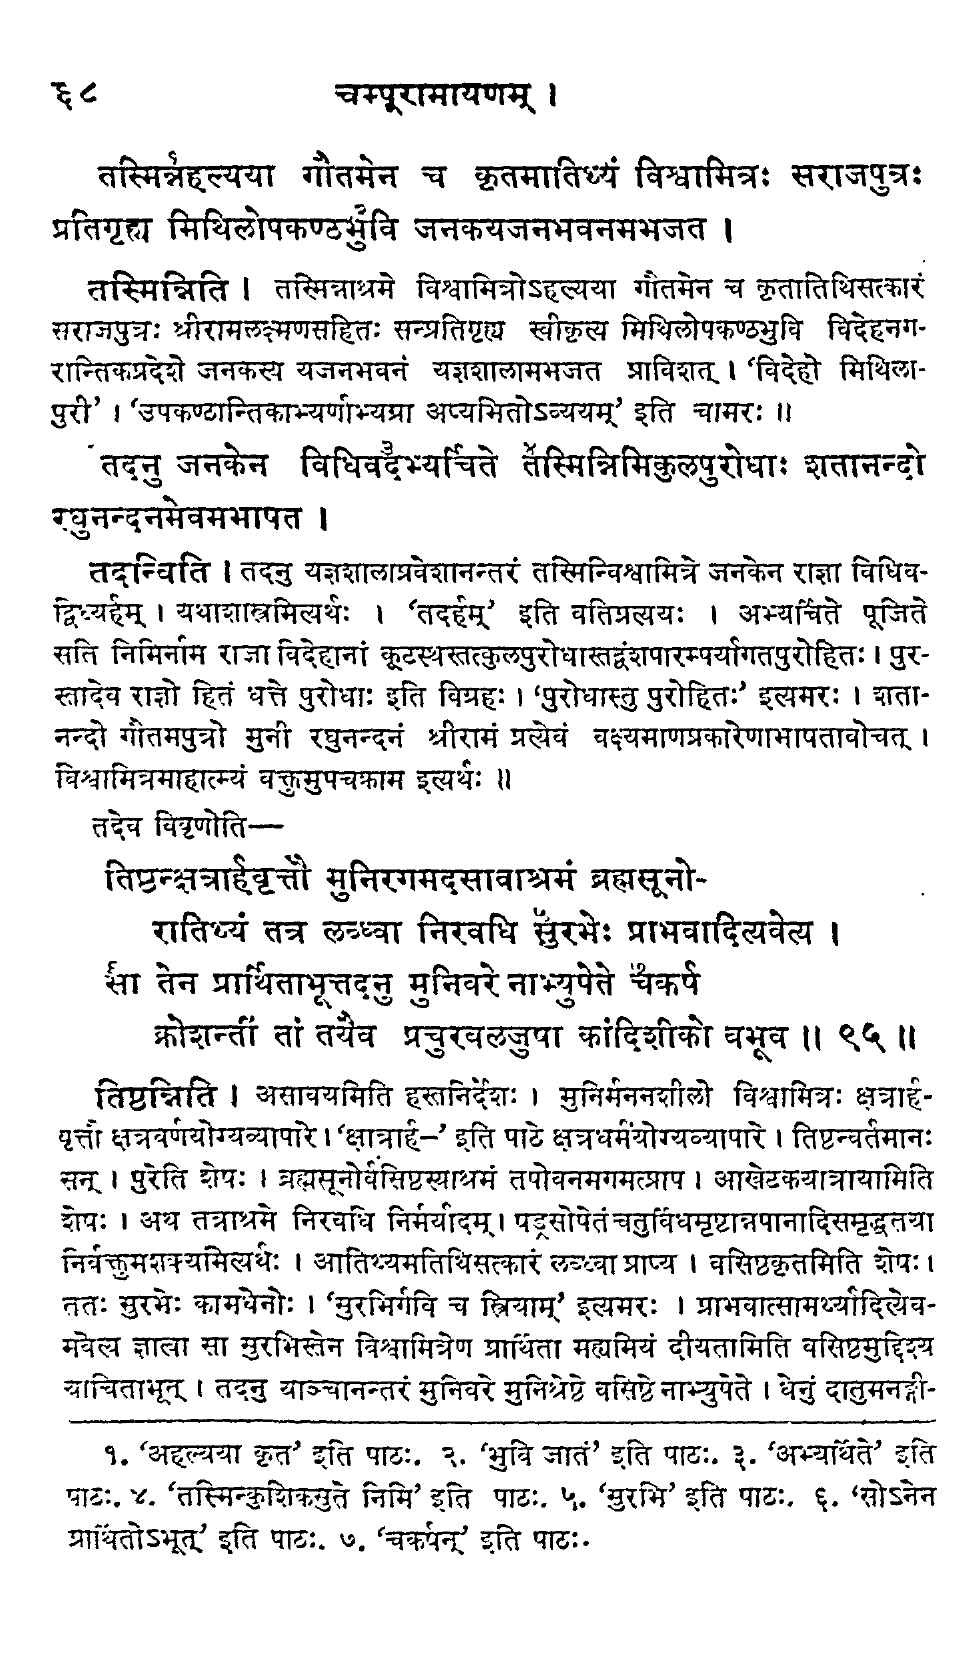 ६८ चम्पूरामायणम् ।
तस्मिन्नहल्यया गौतमेन च कृतमातिथ्यं विश्वामित्रः सराजपुत्रः
प्रतिगृह्य मिथिलोपकण्ठभुवि जनकयजनभवनमभजत ।
तस्मिन्निति । तस्मिन्नाश्रमे विश्वामित्रोऽहल्यया गौतमेन च कृतातिथिसत्कारं
सराजपुत्रः श्रीरामलक्ष्मणसहितः सन्प्रतिगृह्य स्वीकृत्य मिथिलोपकण्ठभुवि विदेहनग-
रान्तिकप्रदेशे जनकस्य यजनभवनं यज्ञशालामभजत प्राविशत् । ‘विदेहो मिथिला-
पुरी’ । ‘उपकण्ठान्तिकाभ्यर्णाभ्यग्रा अप्यभितोऽव्ययम्’ इति चामरः ॥
तदनु जनकेन विधिवद३भ्यर्चिते ४तस्मिन्निमिकुलपुरोधाः शतानन्दो
रघुनन्दनमेवमभाषत ।
तदन्विति । तदनु यज्ञशालाप्रवेशानन्तरं तस्मिन्विश्वामित्रे जनकेन राज्ञा विधिव-
द्विध्यर्हम् । यथाशास्त्रमित्यर्थः । ‘तदर्हम्’ इति वतिप्रत्ययः । अभ्यर्चिते पूजिते
सति निमिर्नाम राजा विदेहानां कूटस्थस्तत्कुलपुरोधास्तद्वंशपारम्पर्यागतपुरोहितः । पुर-
स्तादेव राज्ञो हितं धत्ते पुरोधाः इति विग्रहः । ‘पुरोधास्तु पुरोहितः’ इत्यमरः । शता-
नन्दो गौतमपुत्रो मुनी रघुनन्दनं श्रीरामं प्रत्येवं वक्ष्यमाणप्रकारेणाभाषतावोचत् ।
विश्वामित्रमाहात्म्यं वक्तुमुपचक्राम इत्यर्थः ॥
तदेव विवृणोति—
तिष्ठन्क्षत्रार्हवृत्तौ मुनिरगमदसावाश्रमं ब्रह्मसूनो-
रातिथ्यं तत्र लब्ध्वा निरवधि ५सुरभेः प्राभवादित्यवेत्य ।
६सा तेन प्रार्थिताभूत्तदनु मुनिवरे नाभ्युपेते ७चकर्ष
क्रोशन्तीं तां तयैव प्रचुरबलजुषा कांदिशीको बभूव ॥ ९५ ॥
तिष्ठन्निति । असावयमिति हस्तनिर्देशः । मुनिर्मननशीलो विश्वामित्रः क्षत्रार्ह-
वृत्तौ क्षत्रवर्णयोग्यव्यापारे । ‘क्षात्रार्ह—’ इति पाठे क्षत्रधर्मयोग्यव्यापारे । तिष्ठन्वर्तमानः
सन् । पुरेति शेषः । ब्रह्मसूनोर्वसिष्ठस्याश्रमं तपोवनमगमत्प्राप । आखेटकयात्रायामिति
शेषः । अथ तत्राश्रमे निरवधि निर्मर्यादम् । षड्रसोपेतचतुर्विधमृष्टान्नपानादिसमृद्धतया
निर्वक्तुमशक्यमित्यर्थः । आतिथ्यमतिथिसत्कारं लब्ध्वा प्राप्य । वसिष्ठकृतमिति शेषः ।
ततः सुरभेः कामधेनोः । ‘सुरभिर्गवि च स्त्रियाम्’ इत्यमरः । प्राभवात्सामर्थ्यादित्येव-
मवेत्य ज्ञात्वा सा सुरभिस्तेन विश्वामित्रेण प्रार्थिता मह्यमियं दीयतामिति वसिष्ठमुद्दिश्य
याचिताभूत् । तदनु याञ्चानन्तरं मुनिवरे मुनिश्रेष्ठे वसिष्ठे नाभ्युपेते । धेनुं दातुमनङ्गी-
१. ‘अहल्यया कृत’ इति पाठः. २. ‘भुवि जातं’ इति पाठः. ३. ‘अभ्यर्थिते’ इति
पाठः. ४. ‘तस्मिन्कुशिकसुते निमि’ इति पाठः. ५. ‘सुरभि’ इति पाठः. ६. ‘सोऽनेन
प्रार्थितोऽभूत्’ इति पाठः. ७. ‘चकर्षन्’ इति पाठः.